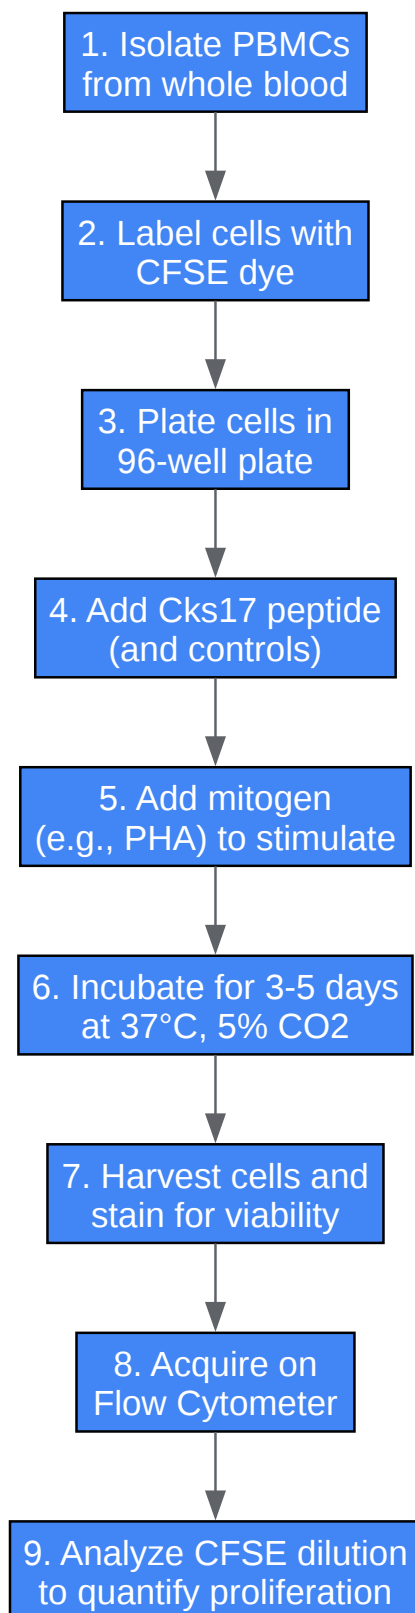 1. Isolate PBMCs
from whole blood
2. Label cells with
CFSE dye
3. Plate cells in
96-well plate
4. Add Cks17 peptide
(and controls)
5. Add mitogen
(e.g., PHA) to stimulate
6. Incubate for 3-5 days
at 37°C, 5% CO2
7. Harvest cells and
stain for viability
8. Acquire on
Flow Cytometer
9. Analyze CFSE dilution
to quantify proliferation